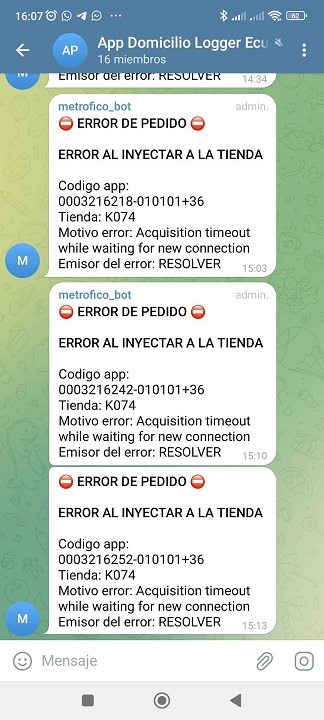 16:07
62
AP
App Domicilio Logger Ecu
16 miembros
Emisor del error: RESOLVER
14:34
metrofico_bot admin.
⛔ ERROR DE PEDIDO ⛔
ERROR AL INYECTAR A LA TIENDA
Codigo app:
0003216218-010101+36
Tienda: K074
Motivo error: Acquisition timeout
while waiting for new connection
Emisor del error: RESOLVER
15:03
M
metrofico_bot admin.
⛔ ERROR DE PEDIDO ⛔
ERROR AL INYECTAR A LA TIENDA
Codigo app:
0003216242-010101+36
Tienda: K074
Motivo error: Acquisition timeout
while waiting for new connection
Emisor del error: RESOLVER
15:10
⛔ ERROR DE PEDIDO ⛔
ERROR AL INYECTAR A LA TIENDA
Codigo app:
0003216252-010101+36
Tienda: K074
Motivo error: Acquisition timeout
while waiting for new connection
Emisor del error: RESOLVER
15:13
M
Mensaje